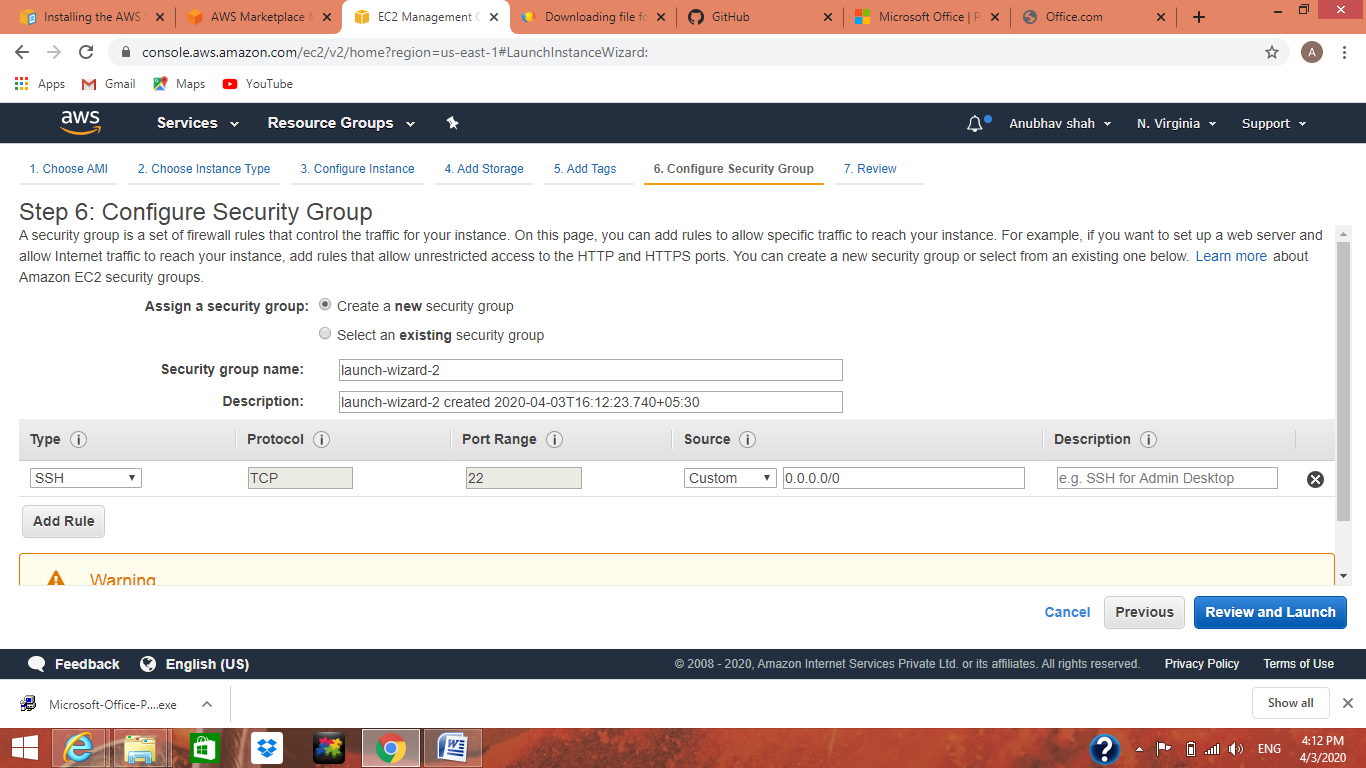 Installing the AWS
AWS Marketplace
EC2 Management C
Downloading file fo
GitHub
Microsoft Office | P
Office.com
console.aws.amazon.com/ec2/v2/home?region=us-east-1#LaunchInstanceWizard:
A
Apps
Gmail
Maps
YouTube
aws
Services
Resource Groups
Anubhav shah
N. Virginia
Support
1. Choose AMI
2. Choose Instance Type
3. Configure Instance
4. Add Storage
5. Add Tags
6. Configure Security Group
7. Review
Step 6: Configure Security Group
A security group is a set of firewall rules that control the traffic for your instance. On this page, you can add rules to allow specific traffic to reach your instance. For example, if you want to set up a web server and
allow Internet traffic to reach your instance, add rules that allow unrestricted access to the HTTP and HTTPS ports. You can create a new security group or select from an existing one below. Learn more about
Amazon EC2 security groups.
Assign a security group: Create a new security group
Select an existing security group
Security group name: launch-wizard-2
Description: launch-wizard-2 created 2020-04-03T16:12:23.740+05:30
Type i Protocol i Port Range i Source i Description i
SSH TCP 22 Custom 0.0.0.0/0 e.g. SSH for Admin Desktop
Add Rule
Warning
Cancel Previous Review and Launch
Feedback English (US)
© 2008 - 2020, Amazon Internet Services Private Ltd. or its affiliates. All rights reserved. Privacy Policy Terms of Use
Microsoft-Office-P....exe
Show all
ENG
4:12 PM
4/3/2020